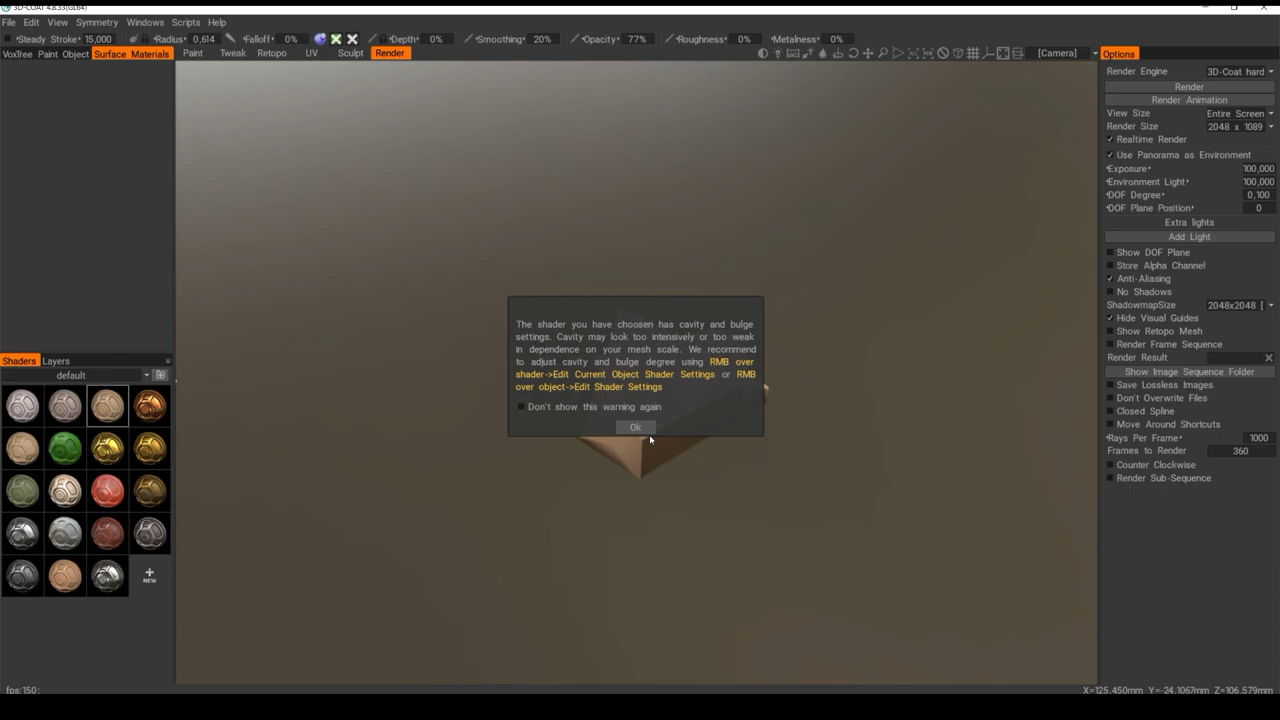 3D-COAT 4.8.33(GL64)
File Edit View Symmetry Windows Scripts Help
Steady Stroke 15,000 Radius 0,614 Falloff 0% Depth 0% Smoothing 20% Opacity 77% Roughness 0% Metalness 0%
VoxTree Paint Object Surface Materials Paint Tweak Retopo UV Sculpt Render [Camera] Options
Render Engine 3D-Coat hard
Render
Render Animation
View Size Entire Screen
Render Size 2048 x 1089
Realtime Render
Use Panorama as Environment
Exposure 100,000
Environment Light 100,000
DOF Degree 0,100
DOF Plane Position 0
Extra lights
Add Light
Show DOF Plane
Store Alpha Channel
Anti-Aliasing
No Shadows
ShadowmapSize 2048x2048 [
Hide Visual Guides
Show Retopo Mesh
Render Frame Sequence
Render Result
Show Image Sequence Folder
Save Lossless Images
Don't Overwrite Files
Closed Spline
Move Around Shortcuts
Rays Per Frame 1000
Frames to Render 360
Counter Clockwise
Render Sub-Sequence
The shader you have choosen has cavity and bulge
settings. Cavity may look too intensively or too weak
in dependence on your mesh scale. We recommend
to adjust cavity and bulge degree using RMB over
shader->Edit Current Object Shader Settings or RMB
over object->Edit Shader Settings
Don't show this warning again
Ok
Shaders Layers
default
NEW
fps:150;
X=125.450mm Y=-24.1067mm Z=106.579mm